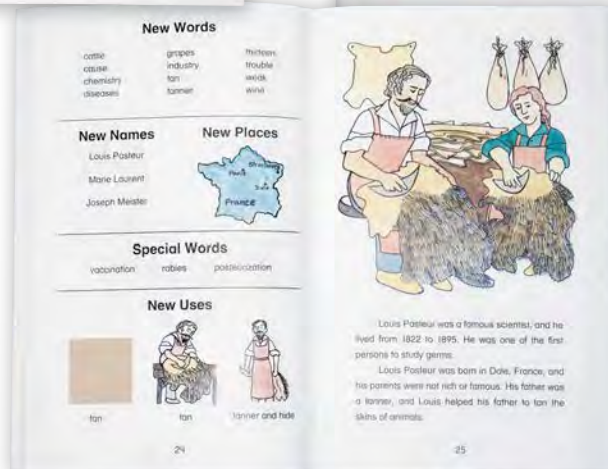 New Words
cattle grapes thirteen
cause industry trouble
chemistry tan weak
diseases tanner wine
New Names
Louis Pasteur
Marie Laurent
Joseph Meister
New Places
Paris
Strasbourg
Dole
France
Special Words
vaccination rabies pasteurization
New Uses
tan tan tanner and hide
24
Louis Pasteur was a famous scientist, and he
lived from 1822 to 1895. He was one of the first
persons to study germs.
Louis Pasteur was born in Dole, France, and
his parents were not rich or famous. His father was
a tanner, and Louis helped his father to tan the
skins of animals.
25